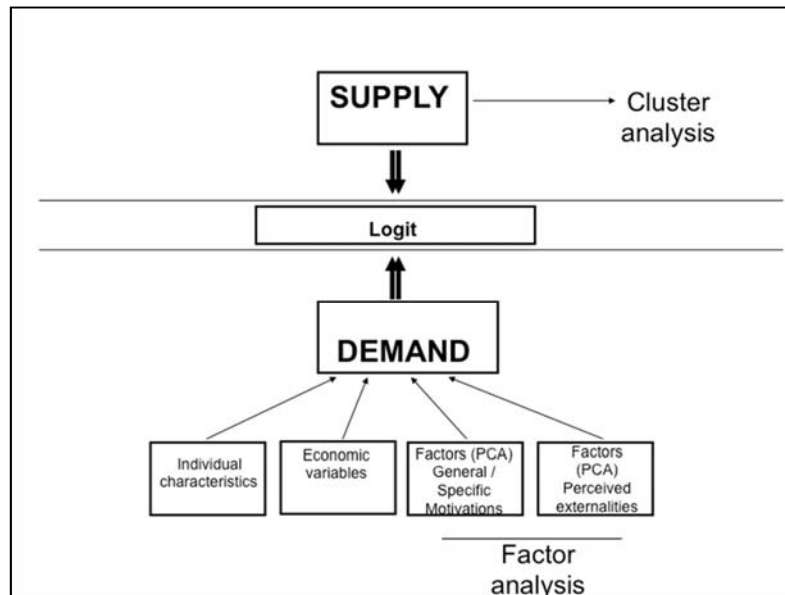 SUPPLY
Cluster
analysis
Logit
DEMAND
Individual
characteristics
Economic
variables
Factors (PCA)
General /
Specific
Motivations
Factors
(PCA)
Perceived
externalities
Factor
analysis